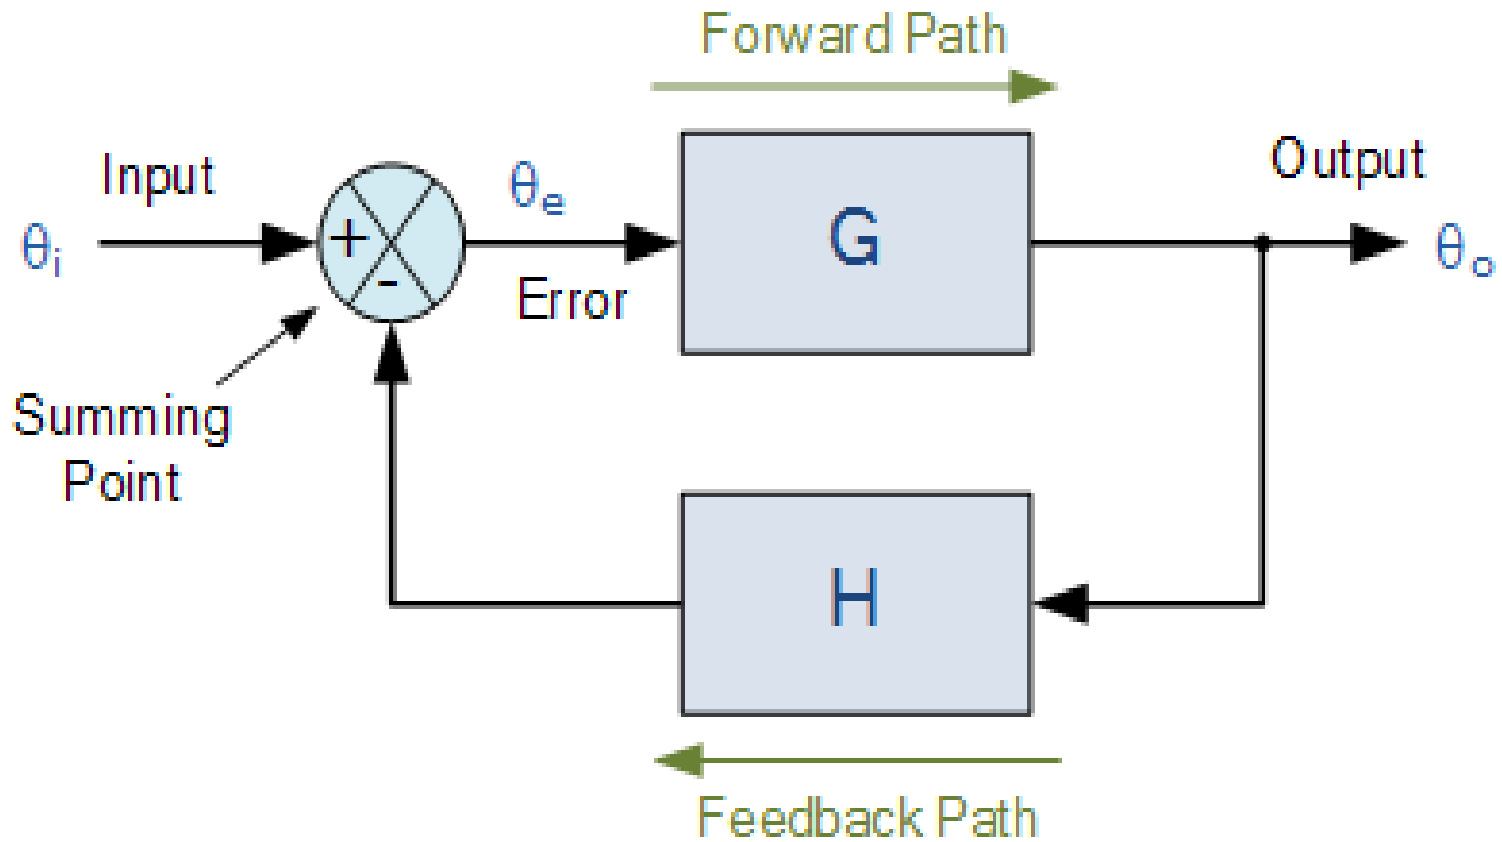 Forward Path
Input
θi
+
-
θe
Error
G
Output
θo
Summing
Point
H
Feedback Path